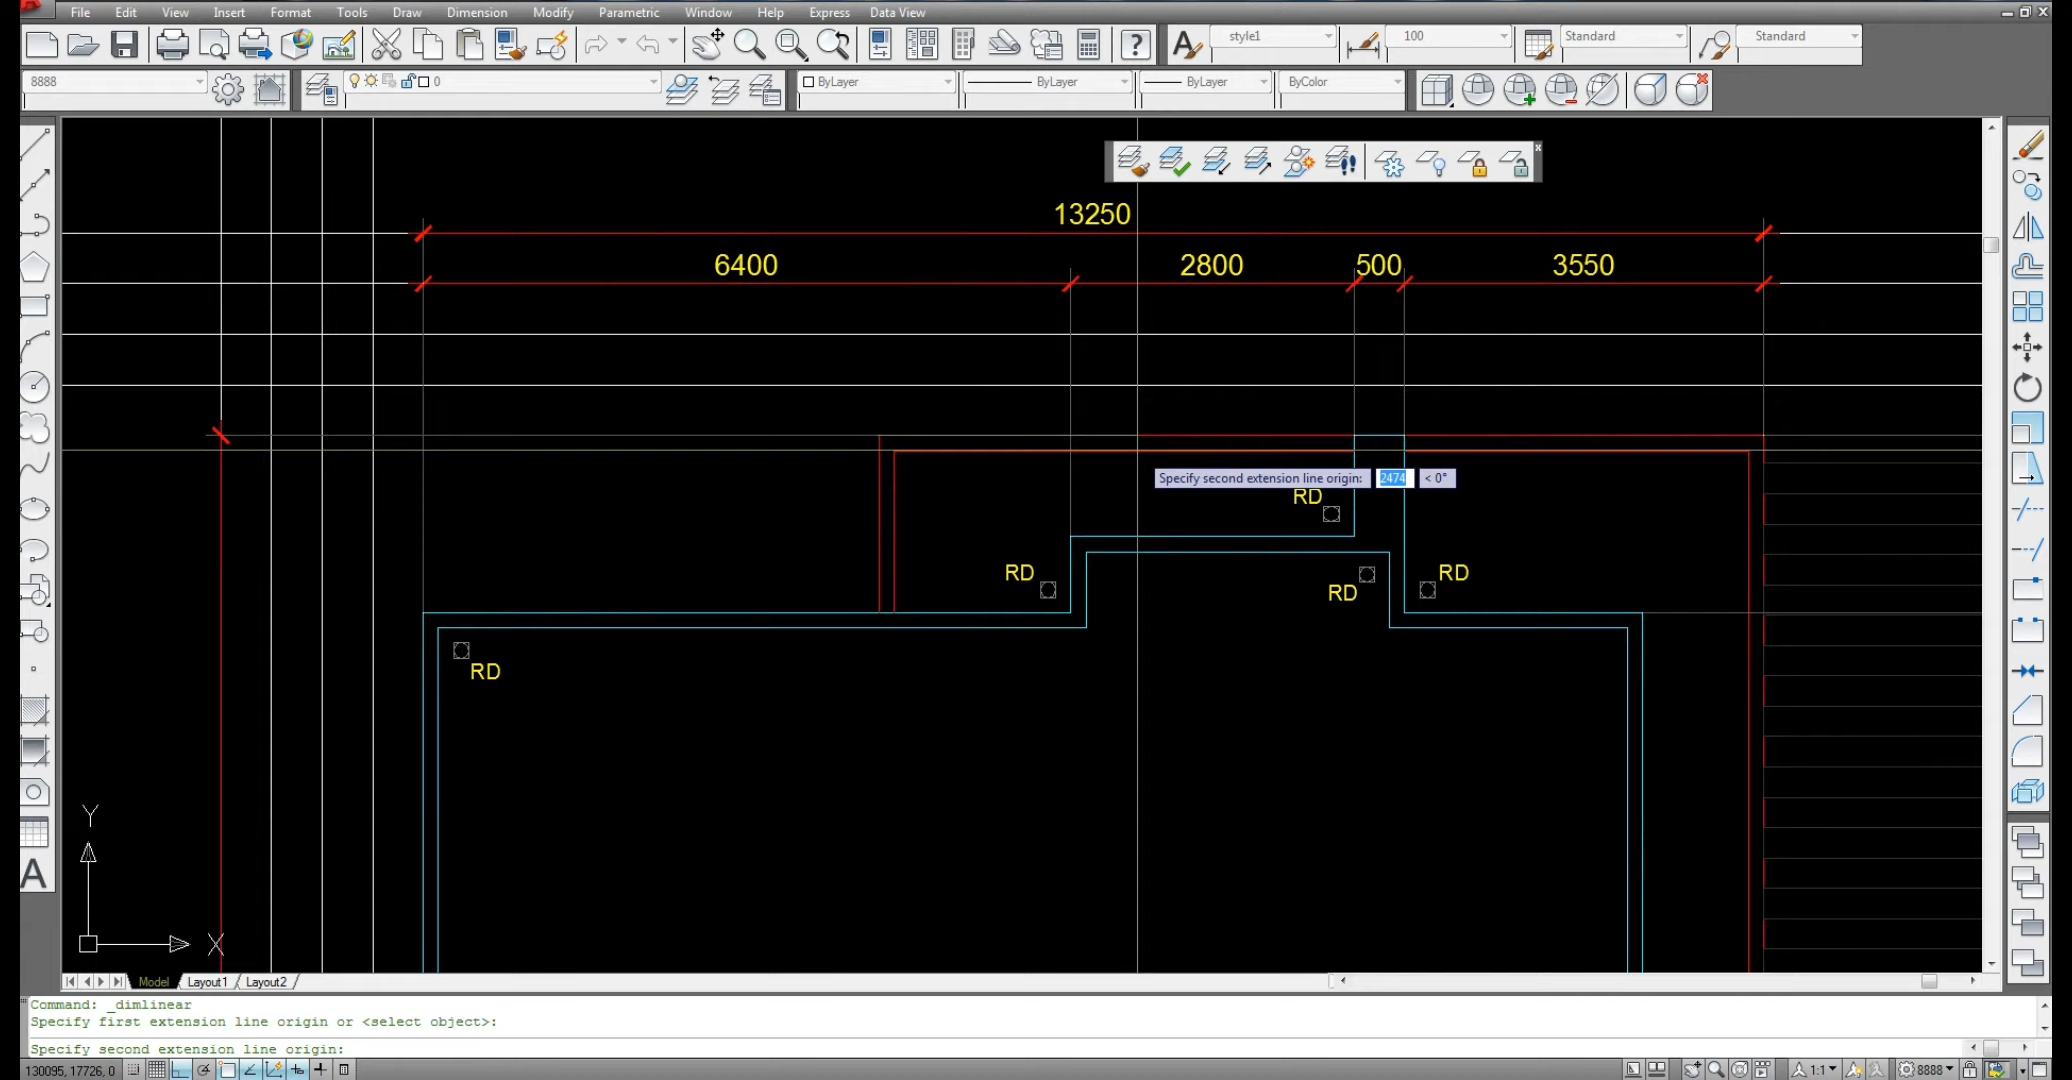 File Edit View Insert Format Tools Draw Dimension Modify Parametric Window Help Express Data View
style1 100 Standard Standard
8888 0 ByLayer ByLayer ByLayer ByColor
13250
6400 2800 500 3550
Specify second extension line origin: 2474 < 0°
RD
RD RD
RD
RD
Y
X
A
Model Layout1 Layout2
Command: _dimlinear
Specify first extension line origin or <select object>:
Specify second extension line origin:
130095, 17726, 0 1:1 8888